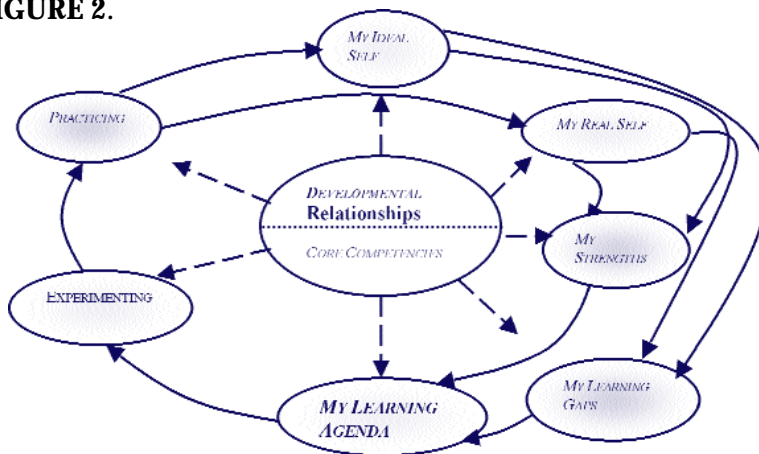 IGURE 2.
MY IDEAL
SELF
PRACTICING
MY REAL SELF
DEVELOPMENTAL
Relationships
CORE COMPETENCIES
MY
STRENGTHS
EXPERIMENTING
MY LEARNING
AGENDA
MY LEARNING
GAPS